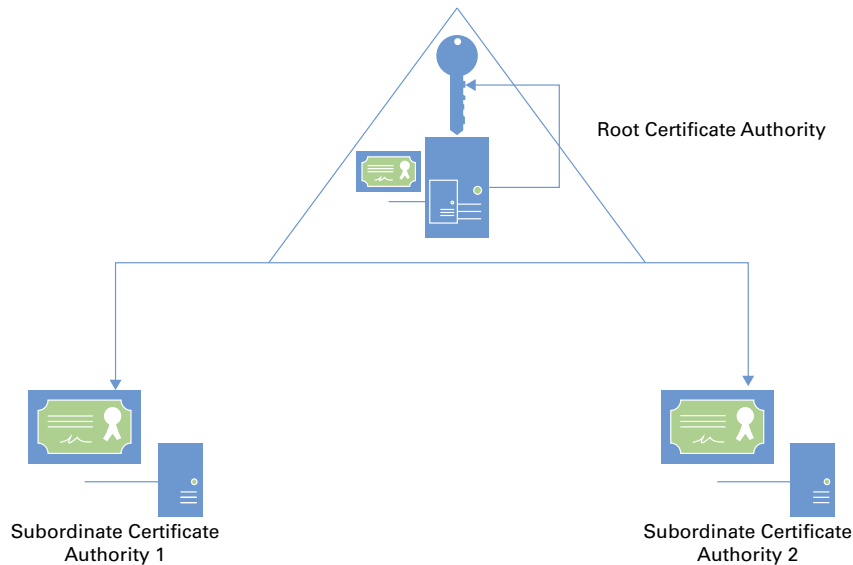 Root Certificate Authority
Subordinate Certificate
Authority 1
Subordinate Certificate
Authority 2